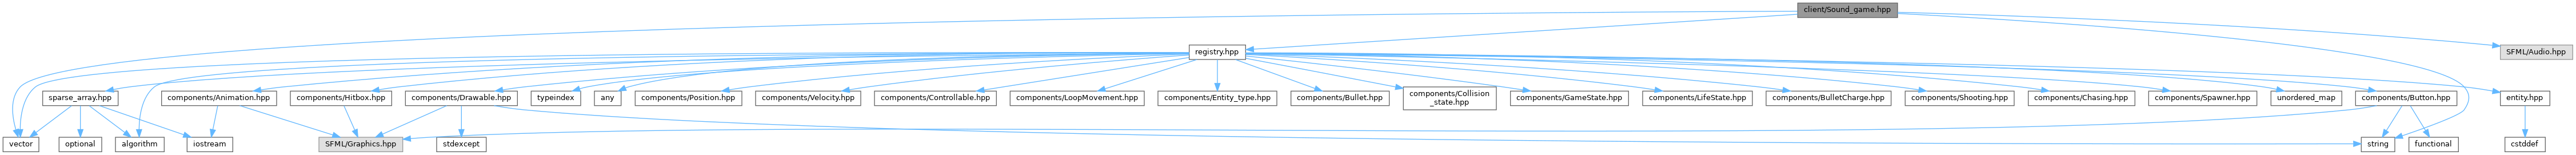 client/Sound_game.hpp
registry.hpp
SFML/Audio.hpp
sparse_array.hpp
components/Animation.hpp
components/Hitbox.hpp
components/Drawable.hpp
typeindex
any
components/Position.hpp
components/Velocity.hpp
components/Controllable.hpp
components/LoopMovement.hpp
components/Entity_type.hpp
components/Bullet.hpp
components/Collision
_state.hpp
components/GameState.hpp
components/LifeState.hpp
components/BulletCharge.hpp
components/Shooting.hpp
components/Chasing.hpp
components/Spawner.hpp
unordered_map
components/Button.hpp
entity.hpp
vector
optional
algorithm
iostream
SFML/Graphics.hpp
stdexcept
string
functional
cstddef